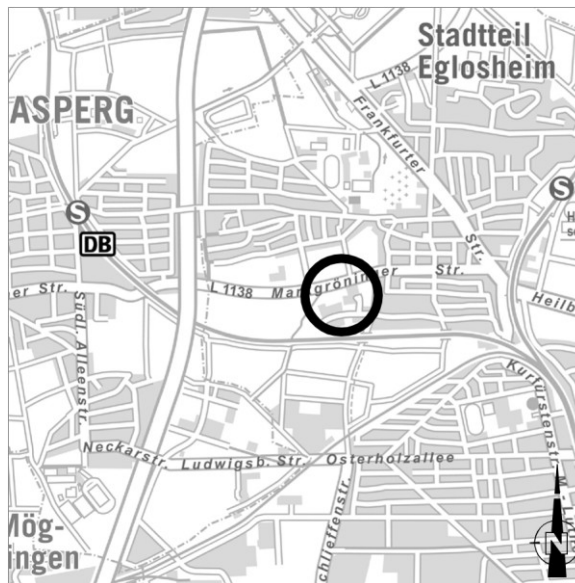 Stadtteil
Eglosheim
L 1138
ASPERG
Frankfurter
Str.
S
S
DB
H
L 1138 Markgröninger Str.
er Str.
Heilb
Südl. Alleenstr.
Kurfürstenstr.
Neckarstr. Ludwigsb. Str. Osterholzallee
chlieffenstr.
Mög-
ingen
N